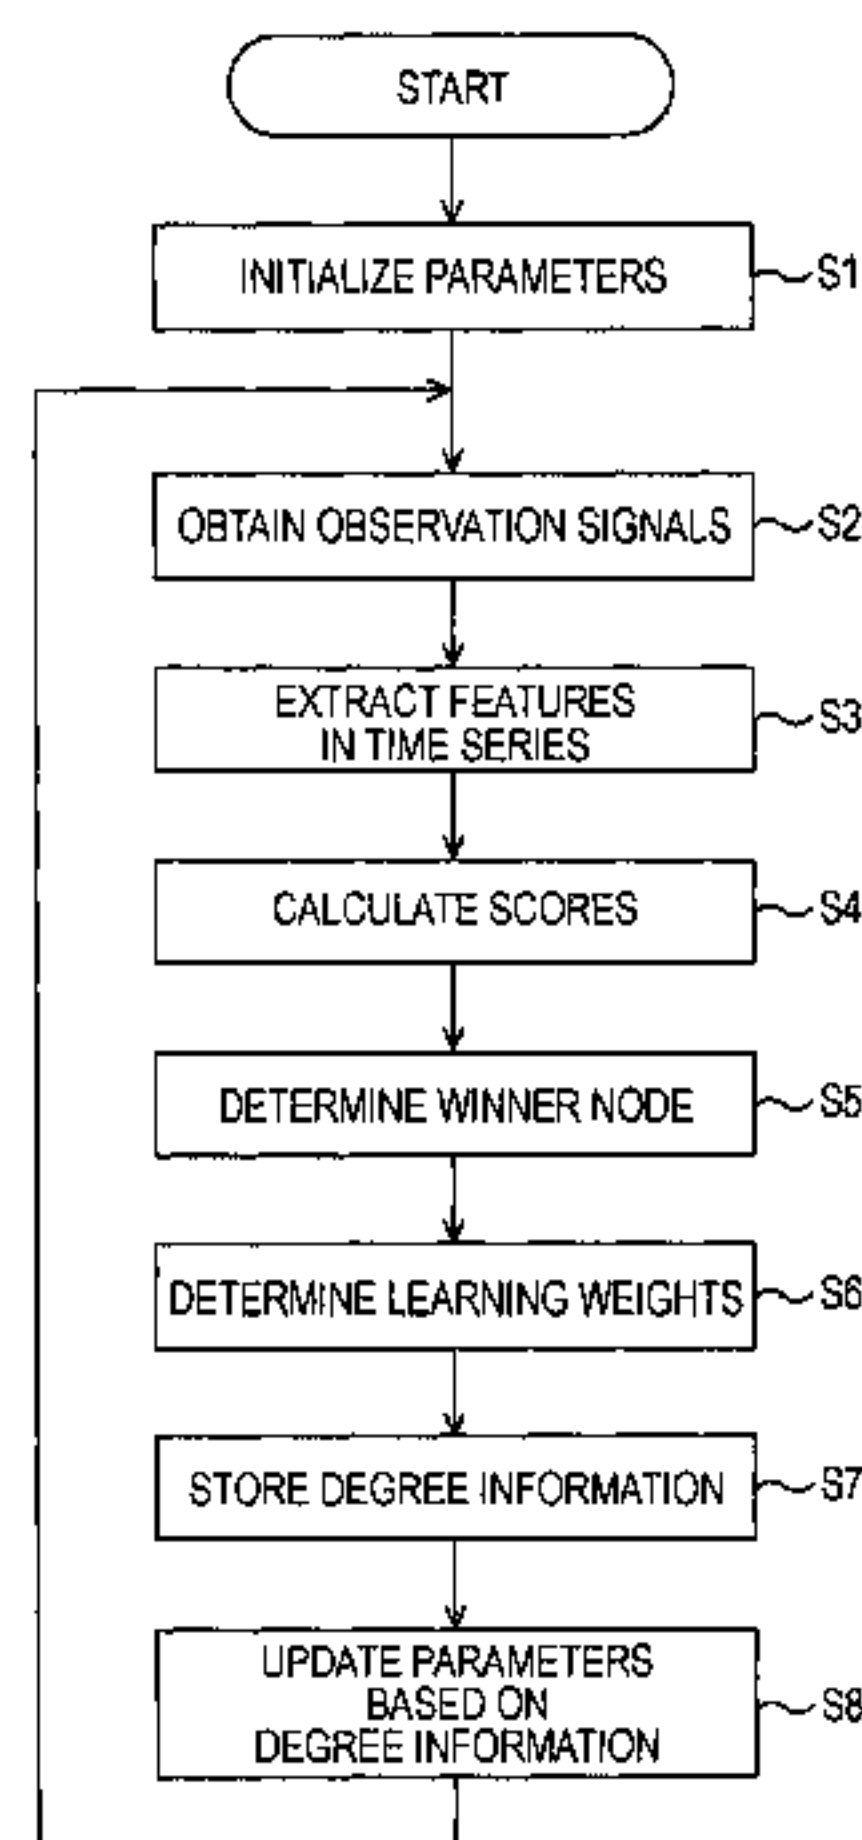 START
INITIALIZE PARAMETERS
S1
OBTAIN OBSERVATION SIGNALS
S2
EXTRACT FEATURES
IN TIME SERIES
S3
CALCULATE SCORES
S4
DETERMINE WINNER NODE
S5
DETERMINE LEARNING WEIGHTS
S6
STORE DEGREE INFORMATION
S7
UPDATE PARAMETERS
BASED ON
DEGREE INFORMATION
S8